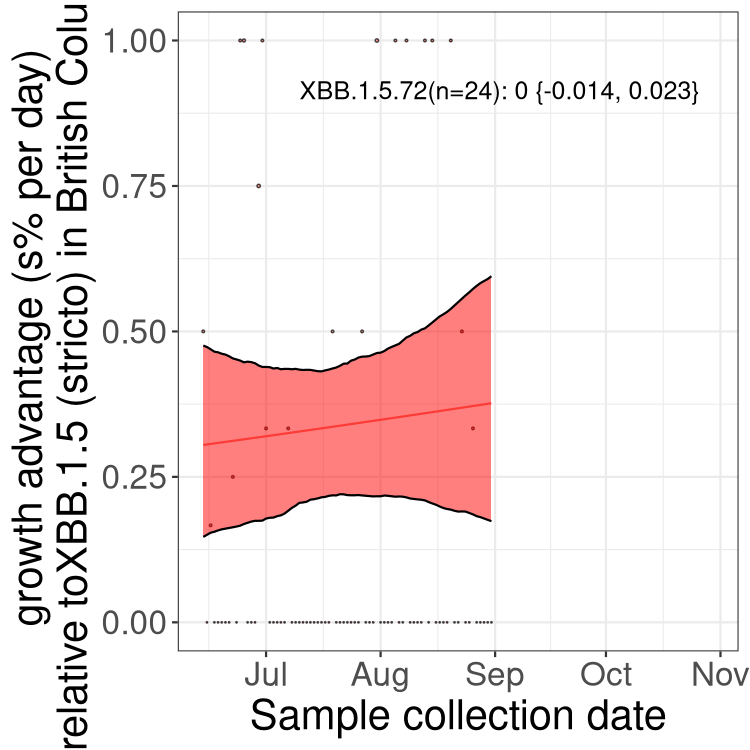 growth advantage (s% per day)
relative toXBB.1.5 (stricto) in British Colu
1.00
0.75
0.50
0.25
0.00
XBB.1.5.72(n=24): 0 {-0.014, 0.023}
Jul Aug Sep Oct Nov
Sample collection date